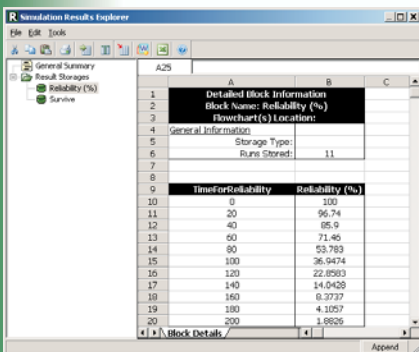 Simulation Results Explorer
File Edit Tools
General Summary
Result Storages
Reliability (%)
Survive
A25
A B C
1 Detailed Block Information
2 Block Name: Reliability (%)
3 Flowchart(s) Location:
4 General Information
5 Storage Type:
6 Runs Stored: 11
7
8
9 TimeForReliability Reliability (%)
10 0 100
11 20 96.74
12 40 85.9
13 60 71.46
14 80 53.783
15 100 36.9474
16 120 22.8583
17 140 14.0428
18 160 8.3737
19 180 4.1057
20 200 1.8826
Block Details
Append